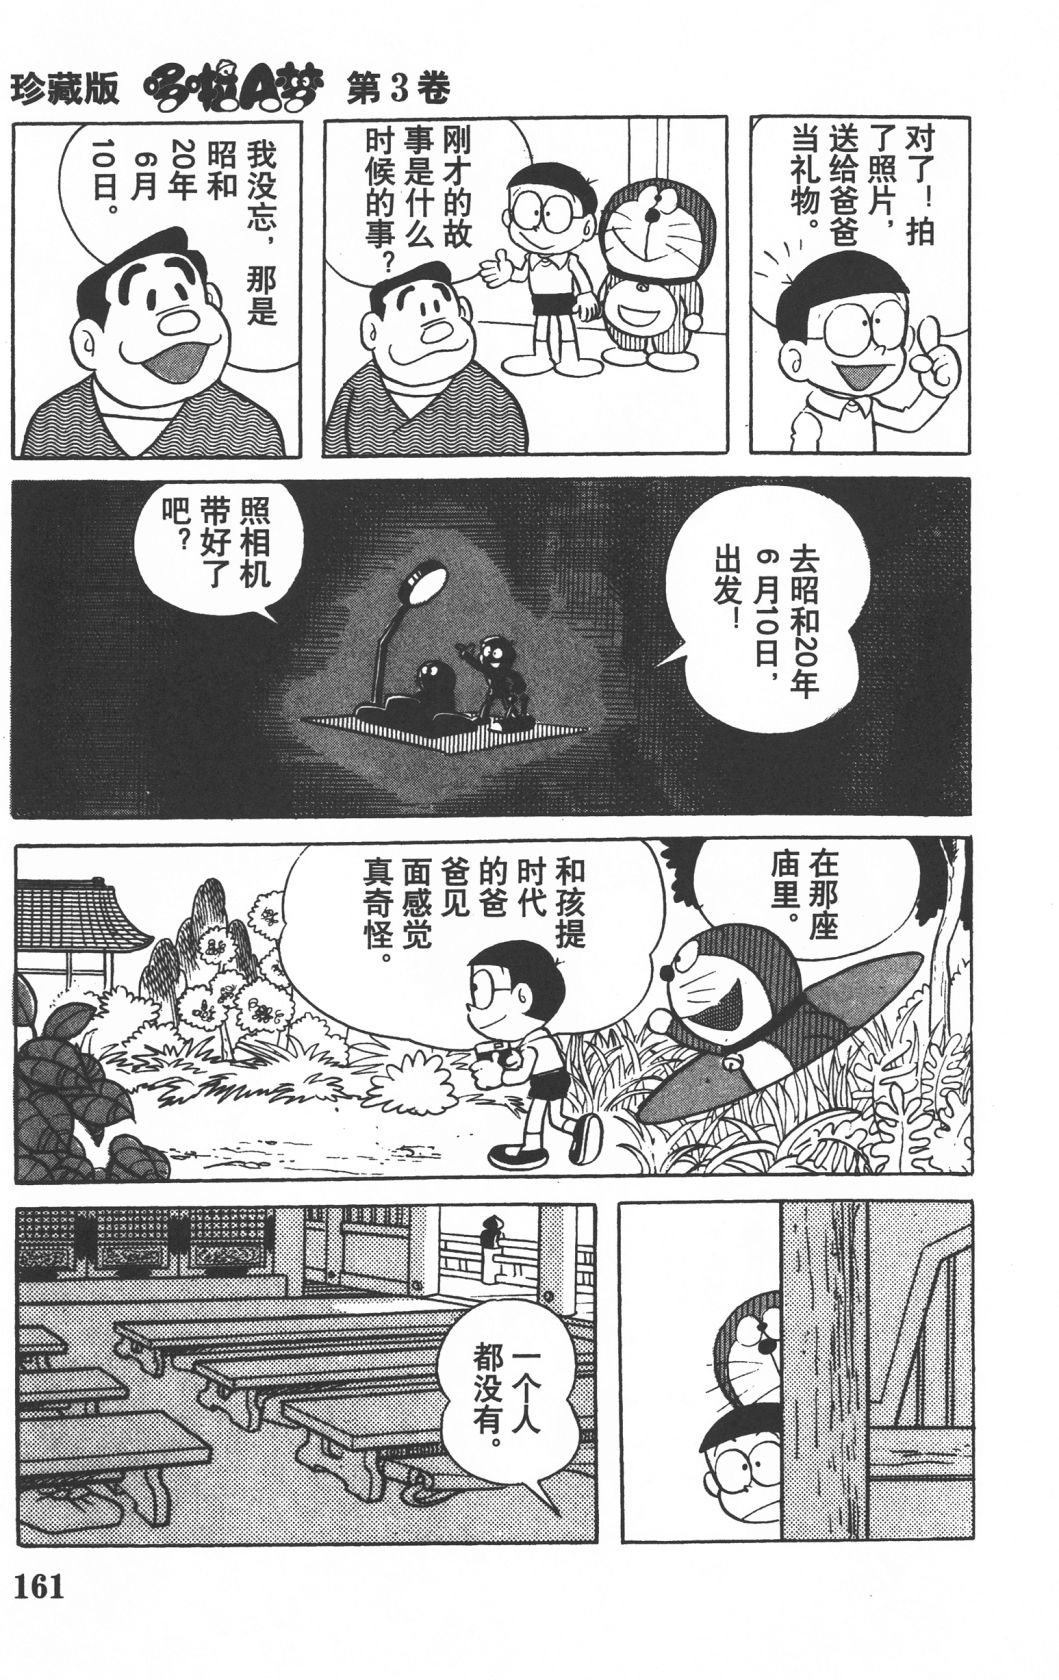 珍藏版 哆啦A梦 第3卷
对了！拍
了照片，
送给爸爸
当礼物。
刚才的故
事是什么
时候的事？
我没忘，那是
昭和
20年
6月
10日。
去昭和20年
6月10日，
出发！
照相机
带好了
吧？
在那座
庙里。
和孩提
时代
的爸
爸见
面感觉
真奇怪。
一个人
都没有。
161